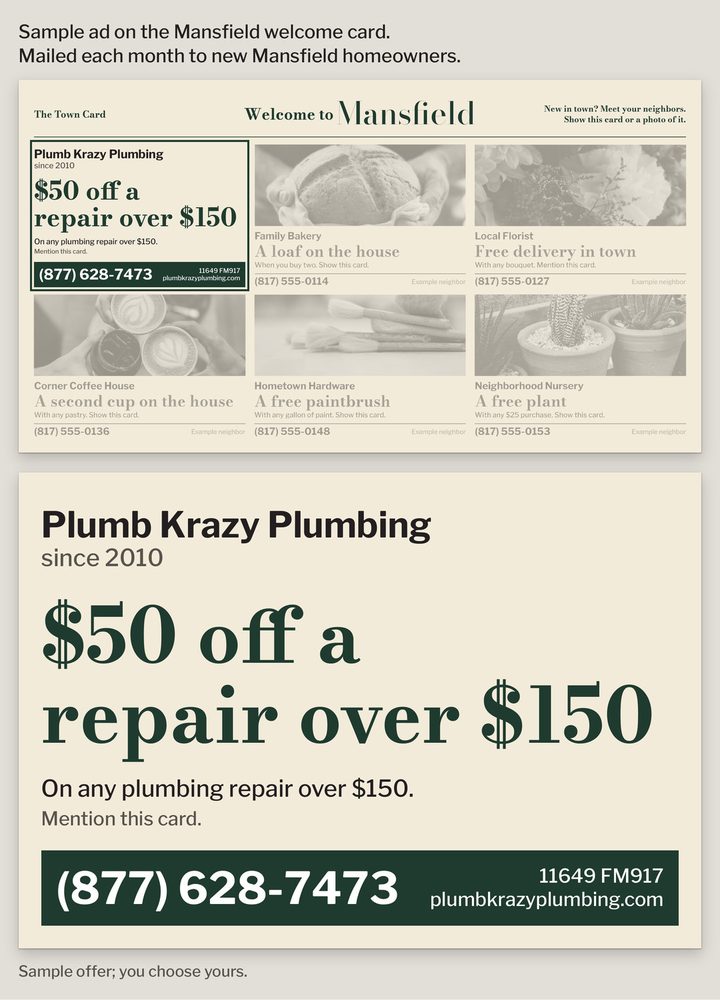 Sample ad on the Mansfield welcome card.
Mailed each month to new Mansfield homeowners.
The Town Card
Welcome to Mansfield
New in town? Meet your neighbors.
Show this card or a photo of it.
Plumb Krazy Plumbing
since 2010
$50 off a
repair over $150
On any plumbing repair over $150.
Mention this card.
(877) 628-7473
11649 FM917
plumbkrazyplumbing.com
Family Bakery
A loaf on the house
When you buy two. Show this card.
(817) 555-0114
Example neighbor
Local Florist
Free delivery in town
With any bouquet. Mention this card.
(817) 555-0127
Example neighbor
Corner Coffee House
A second cup on the house
With any pastry. Show this card.
(817) 555-0136
Example neighbor
Hometown Hardware
A free paintbrush
With any gallon of paint. Show this card.
(817) 555-0148
Example neighbor
Neighborhood Nursery
A free plant
With any $25 purchase. Show this card.
(817) 555-0153
Example neighbor
Plumb Krazy Plumbing
since 2010
$50 off a
repair over $150
On any plumbing repair over $150.
Mention this card.
(877) 628-7473
11649 FM917
plumbkrazyplumbing.com
Sample offer; you choose yours.